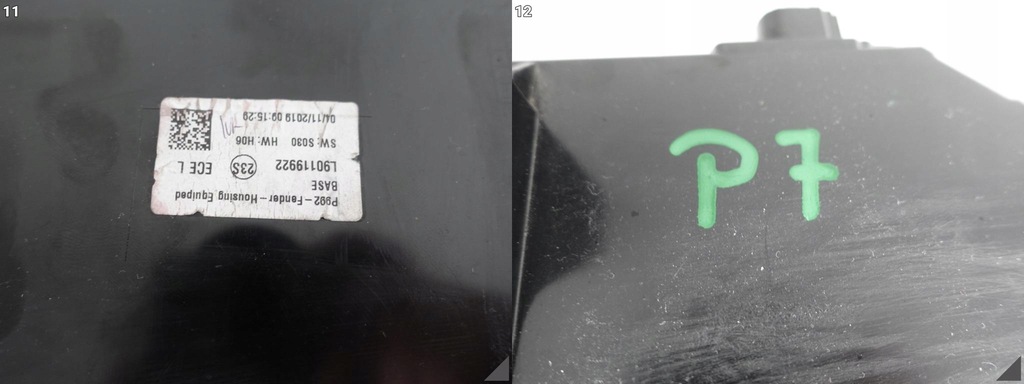 11
P992 - Fender - Housing Equiped
BASE
L90119922 23S ECE L
SW: S030 HW: H06
04/11/2019 09:15:29
12
P7